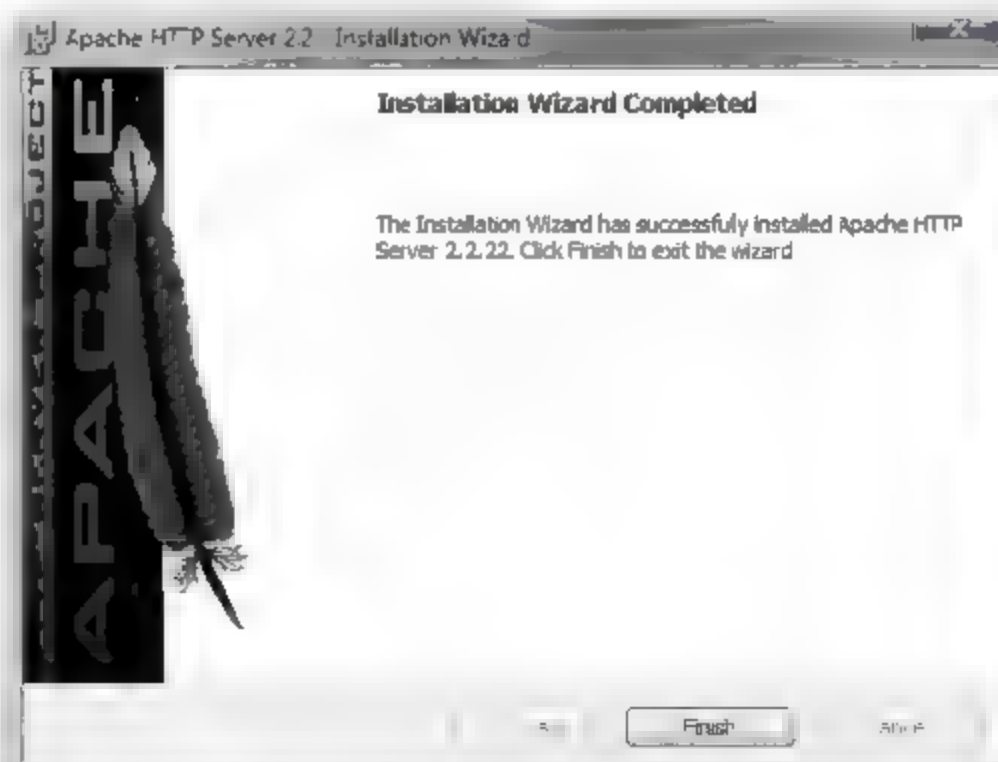 Apache HTTP Server 2.2 Installation Wizard
Installation Wizard Completed
The Installation Wizard has successfuly installed Apache HTTP
Server 2.2.22. Click Finish to exit the wizard
APACHE
Finish